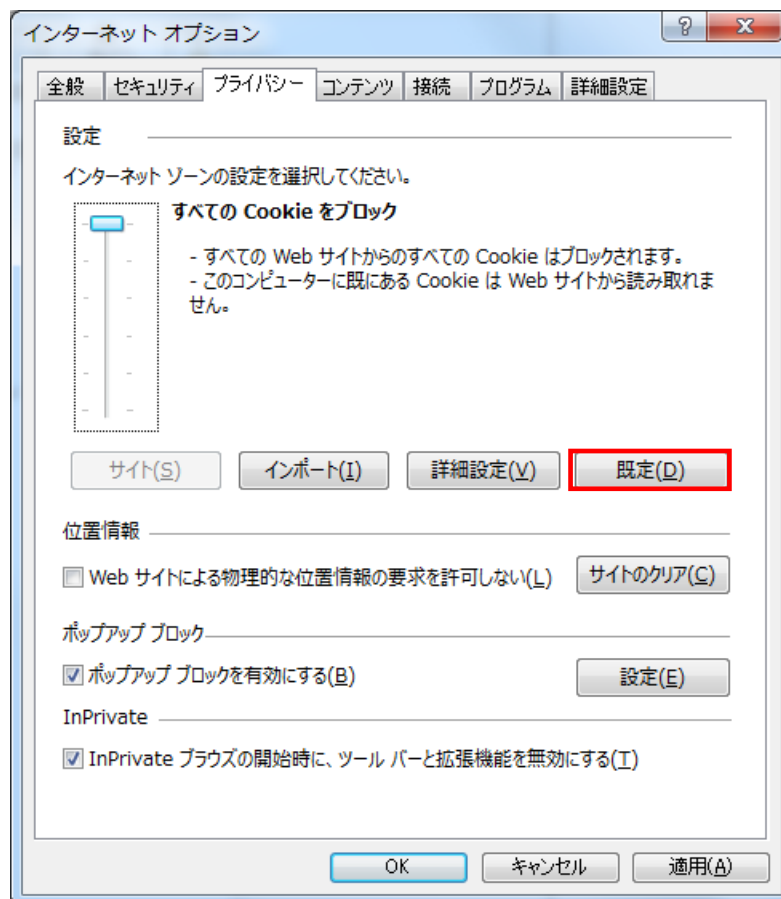 インターネット オプション
全般 セキュリティ プライバシー コンテンツ 接続 プログラム 詳細設定
設定
インターネット ゾーンの設定を選択してください。
すべての Cookie をブロック
- すべての Web サイトからのすべての Cookie はブロックされます。
- このコンピューターに既にある Cookie は Web サイトから読み取れま
せん。
サイト(S) インポート(I) 詳細設定(V) 既定(D)
位置情報
Web サイトによる物理的な位置情報の要求を許可しない(L) サイトのクリア(C)
ポップアップ ブロック
ポップアップ ブロックを有効にする(B) 設定(E)
InPrivate
InPrivate ブラウズの開始時に、ツール バーと拡張機能を無効にする(T)
OK キャンセル 適用(A)